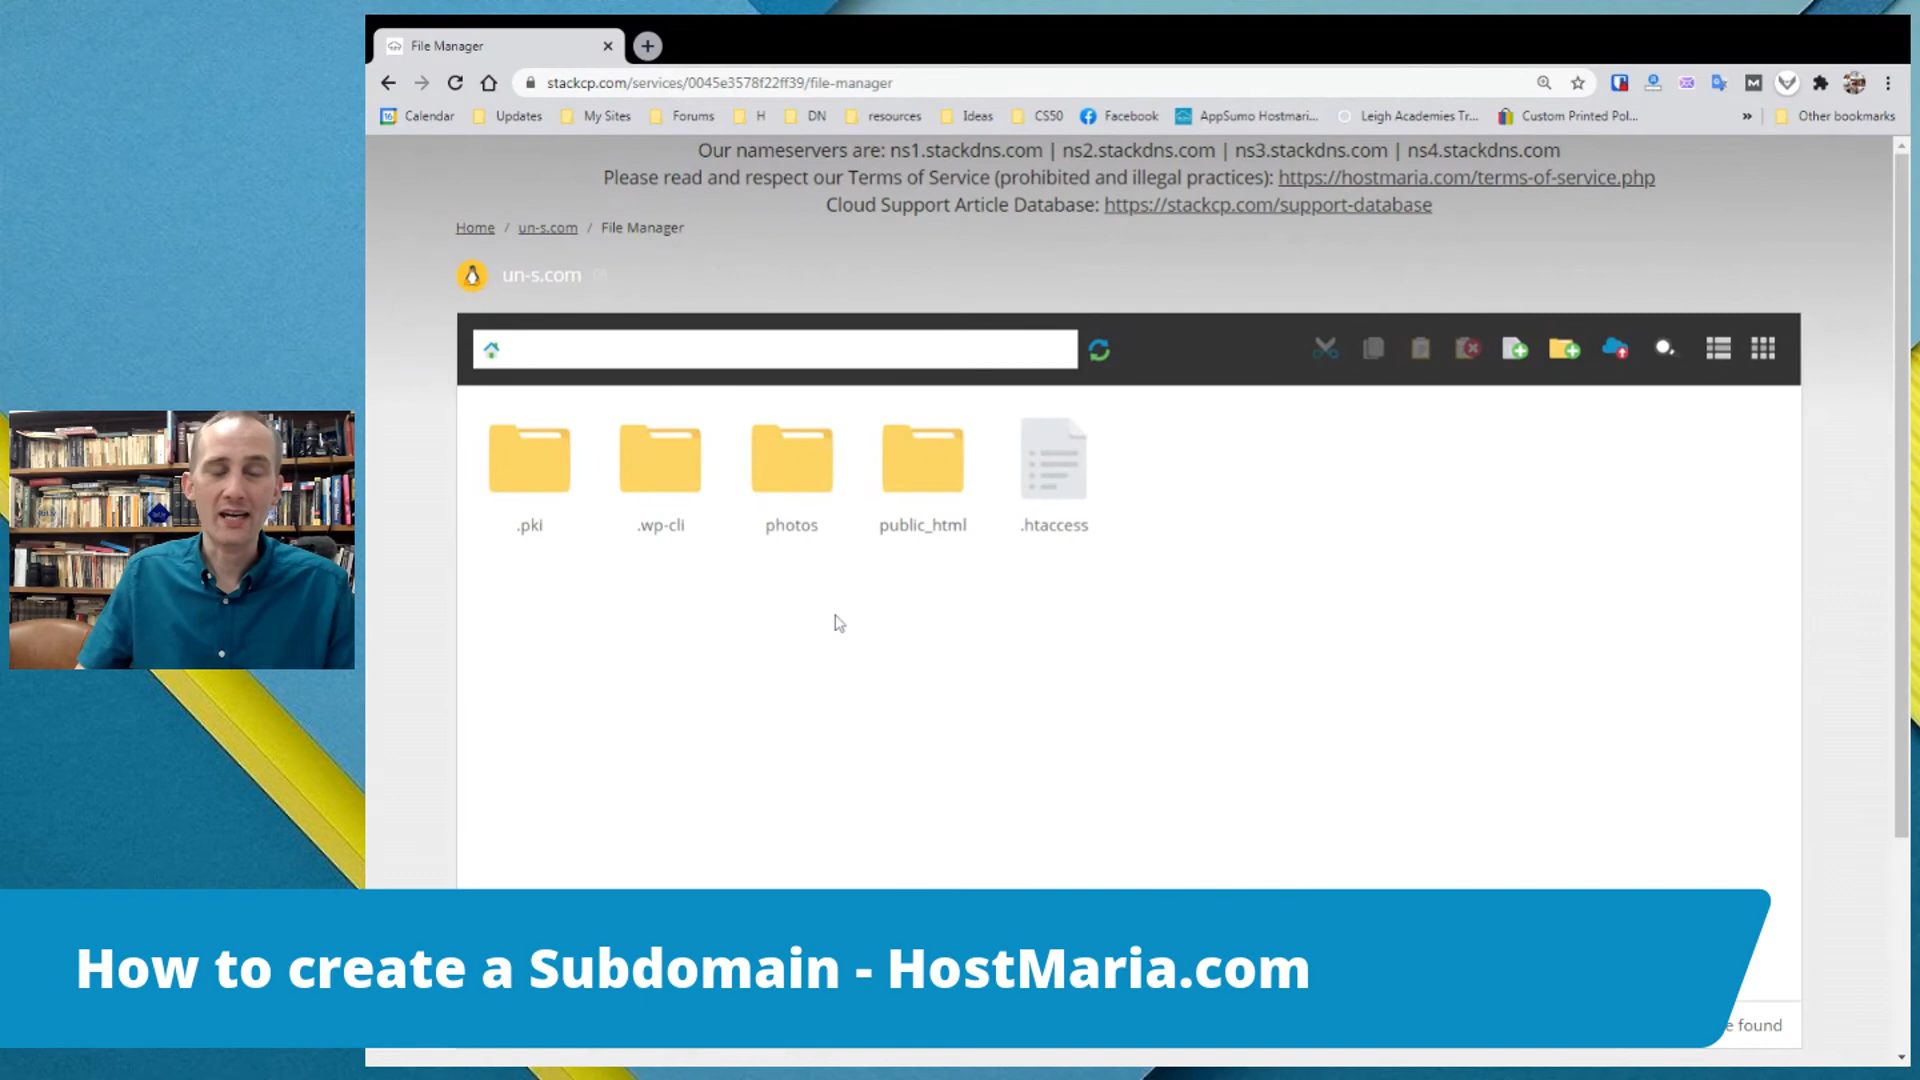 File Manager
stackcp.com/services/0045e3578f22ff39/file-manager
Calendar Updates My Sites Forums H DN resources Ideas CS50 Facebook AppSumo Hostmari... Leigh Academies Tr... Custom Printed Pol... » Other bookmarks
Our nameservers are: ns1.stackdns.com | ns2.stackdns.com | ns3.stackdns.com | ns4.stackdns.com
Please read and respect our Terms of Service (prohibited and illegal practices): https://hostmaria.com/terms-of-service.php
Cloud Support Article Database: https://stackcp.com/support-database
Home / un-s.com / File Manager
un-s.com
.pki .wp-cli photos public_html .htaccess
How to create a Subdomain - HostMaria.com
found